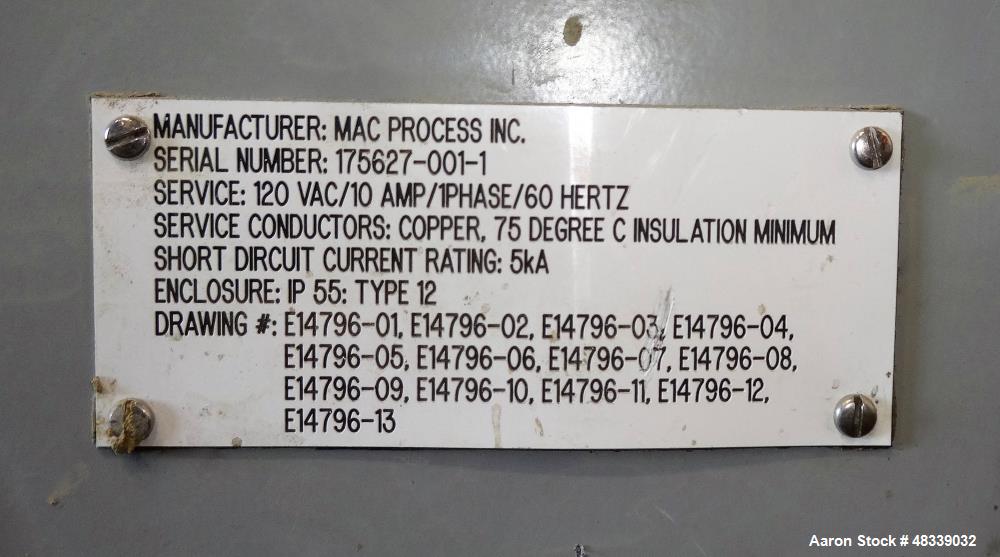 MANUFACTURER: MAC PROCESS INC.
SERIAL NUMBER: 175627-001-1
SERVICE: 120 VAC/10 AMP/1PHASE/60 HERTZ
SERVICE CONDUCTORS: COPPER, 75 DEGREE C INSULATION MINIMUM
SHORT DIRCUIT CURRENT RATING: 5kA
ENCLOSURE: IP 55: TYPE 12
DRAWING #: E14796-01, E14796-02, E14796-03, E14796-04,
E14796-05, E14796-06, E14796-07, E14796-08,
E14796-09, E14796-10, E14796-11, E14796-12,
E14796-13
Aaron Stock # 48339032